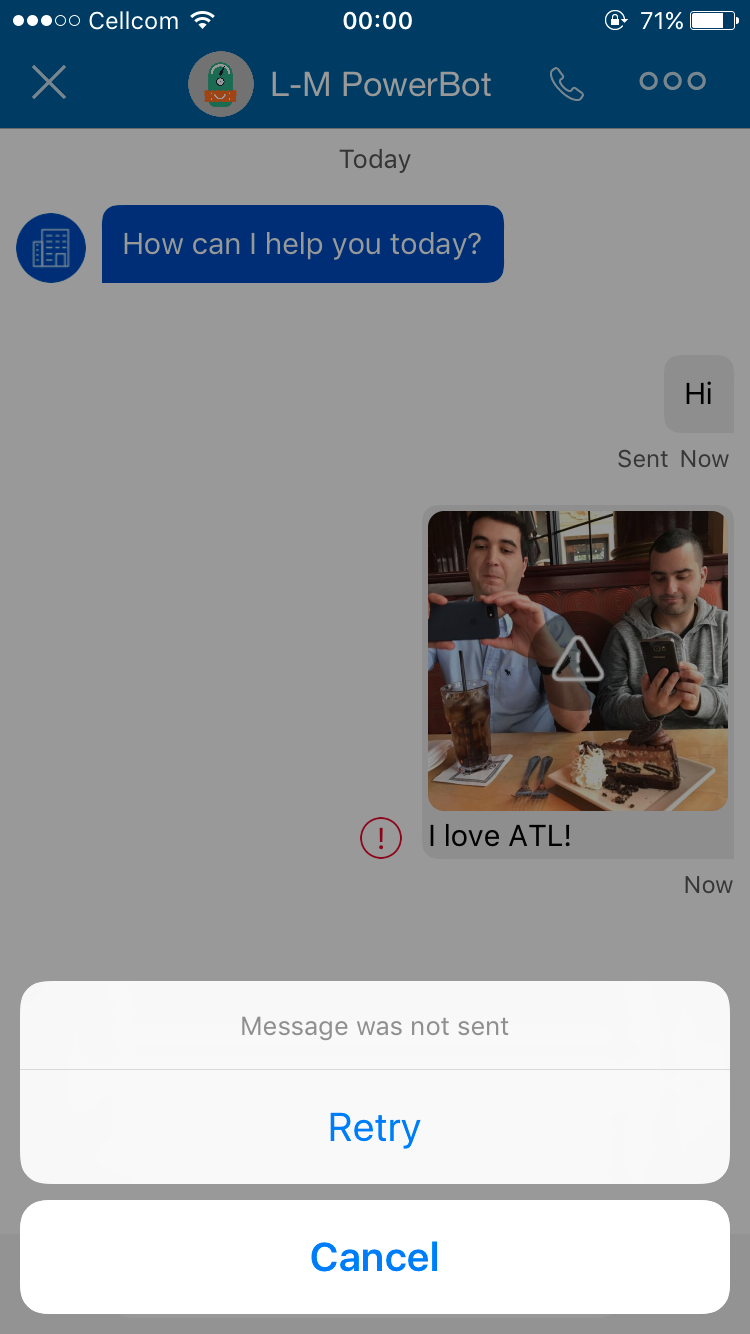 Cellcom 00:00 71%
L-M PowerBot
Today
How can I help you today?
Hi
Sent Now
I love ATL!
Now
Message was not sent
Retry
Cancel